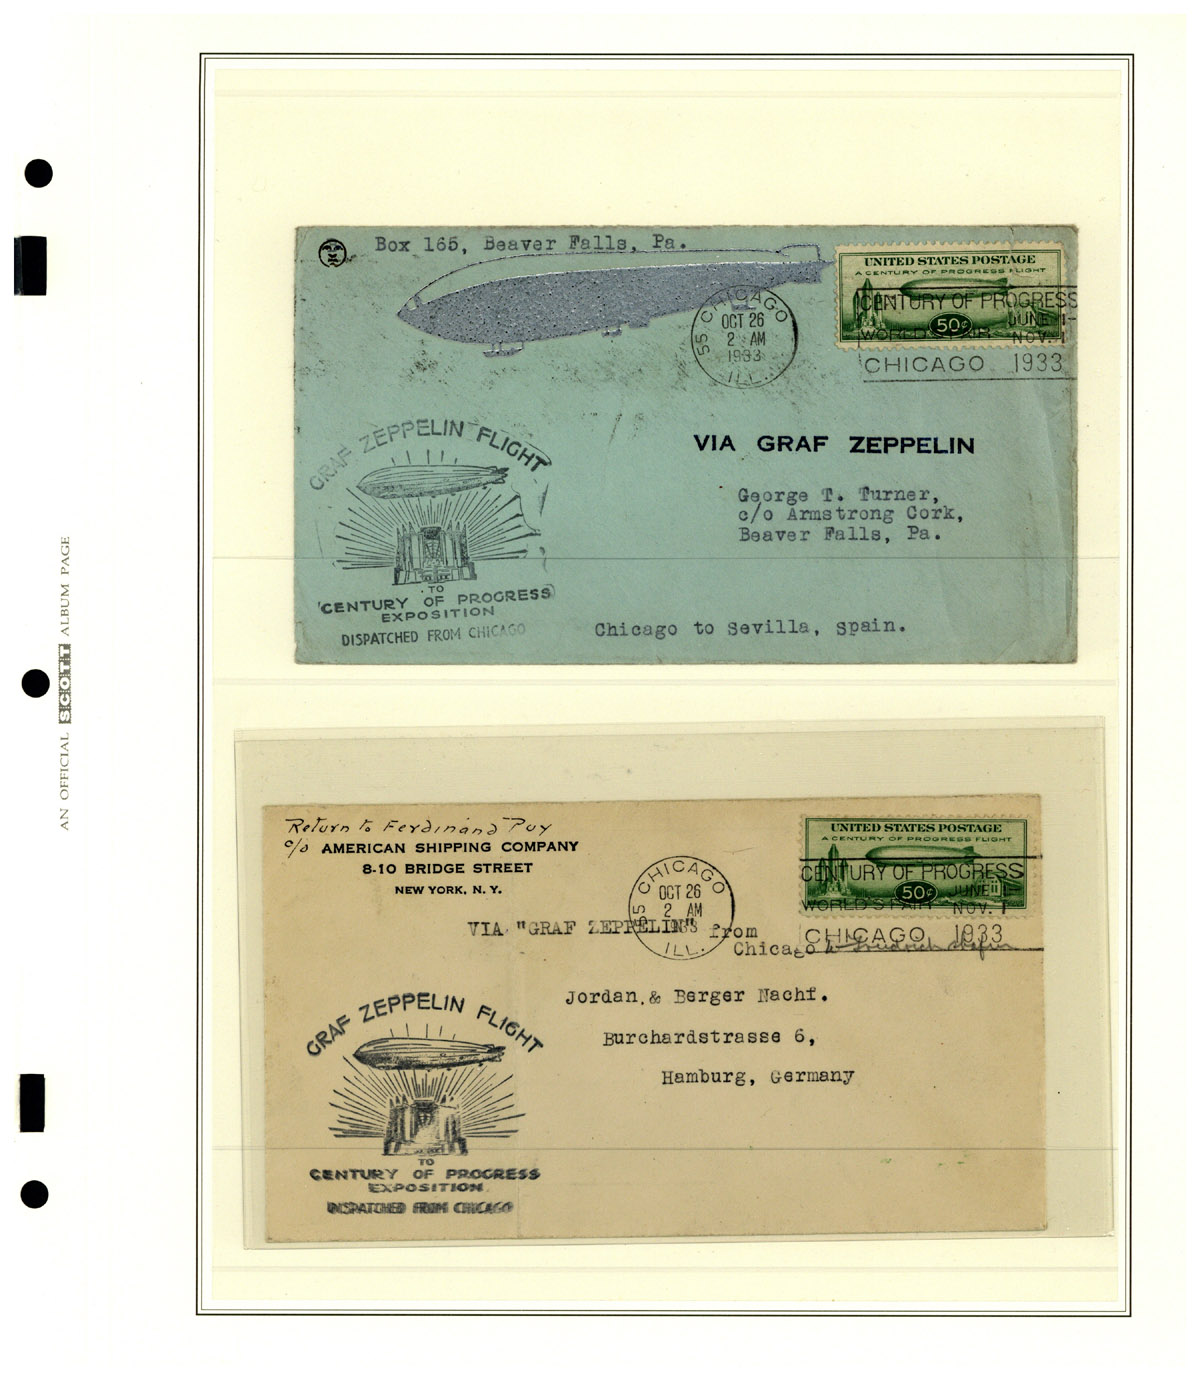 AN OFFICIAL SCOTT ALBUM PAGE
Box 165, Beaver Falls, Pa.
UNITED STATES POSTAGE
A CENTURY OF PROGRESS FLIGHT
50¢
55 CHICAGO ILL.
OCT 26
2 AM
1933
CENTURY OF PROGRESS
WORLD'S FAIR JUNE 1-
NOV. 1
CHICAGO 1933
VIA GRAF ZEPPELIN
George T. Turner,
c/o Armstrong Cork,
Beaver Falls, Pa.
GRAF ZEPPELIN FLIGHT
TO
CENTURY OF PROGRESS
EXPOSITION
DISPATCHED FROM CHICAGO
Chicago to Sevilla, Spain.
Return to Ferdinand Puy
c/o AMERICAN SHIPPING COMPANY
8-10 BRIDGE STREET
NEW YORK, N. Y.
UNITED STATES POSTAGE
A CENTURY OF PROGRESS FLIGHT
50¢
55 CHICAGO ILL.
OCT 26
2 AM
1933
CENTURY OF PROGRESS
WORLD'S FAIR JUNE 1-
NOV. 1
CHICAGO 1933
VIA "GRAF ZEPPELIN" from
Chicago to Friedrichshafen
Jordan & Berger Nachf.
Burchardstrasse 6,
Hamburg, Germany
GRAF ZEPPELIN FLIGHT
TO
CENTURY OF PROGRESS
EXPOSITION
DISPATCHED FROM CHICAGO